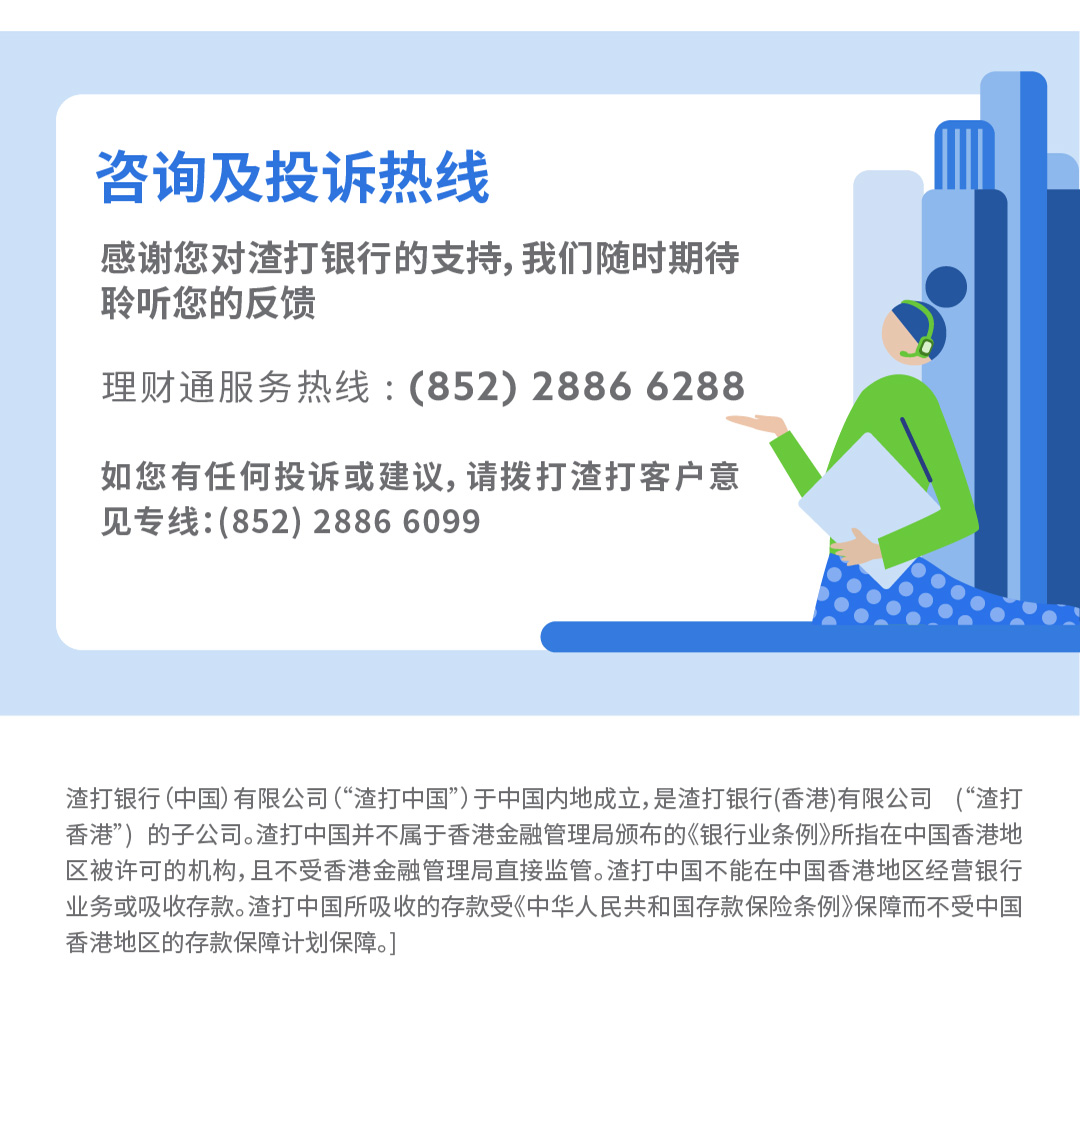 咨询及投诉热线
感谢您对渣打银行的支持，我们随时期待
聆听您的反馈
理财通服务热线：(852) 2886 6288
如您有任何投诉或建议，请拨打渣打客户意
见专线：(852) 2886 6099
渣打银行（中国）有限公司（“渣打中国”）于中国内地成立，是渣打银行(香港)有限公司 (“渣打
香港”) 的子公司。渣打中国并不属于香港金融管理局颁布的《银行业条例》所指在中国香港地
区被许可的机构，且不受香港金融管理局直接监管。渣打中国不能在中国香港地区经营银行
业务或吸收存款。渣打中国所吸收的存款受《中华人民共和国存款保险条例》保障而不受中国
香港地区的存款保障计划保障。]